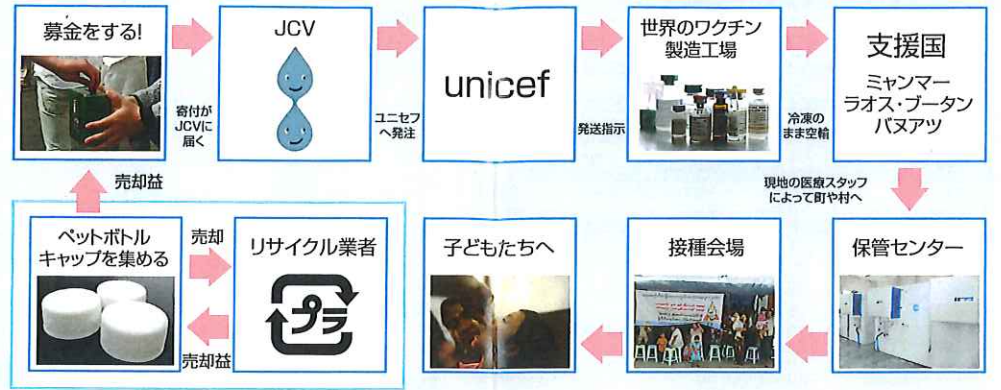 募金をする!
寄付が
JCVに
届く
JCV
ユニセフ
へ発注
unicef
発送指示
世界のワクチン
製造工場
冷凍の
まま空輸
支援国
ミャンマー
ラオス・ブータン
バヌアツ
現地の医療スタッフ
によって町や村へ
保管センター
接種会場
子どもたちへ
売却益
ペットボトル
キャップを集める
売却
売却益
リサイクル業者
プラ